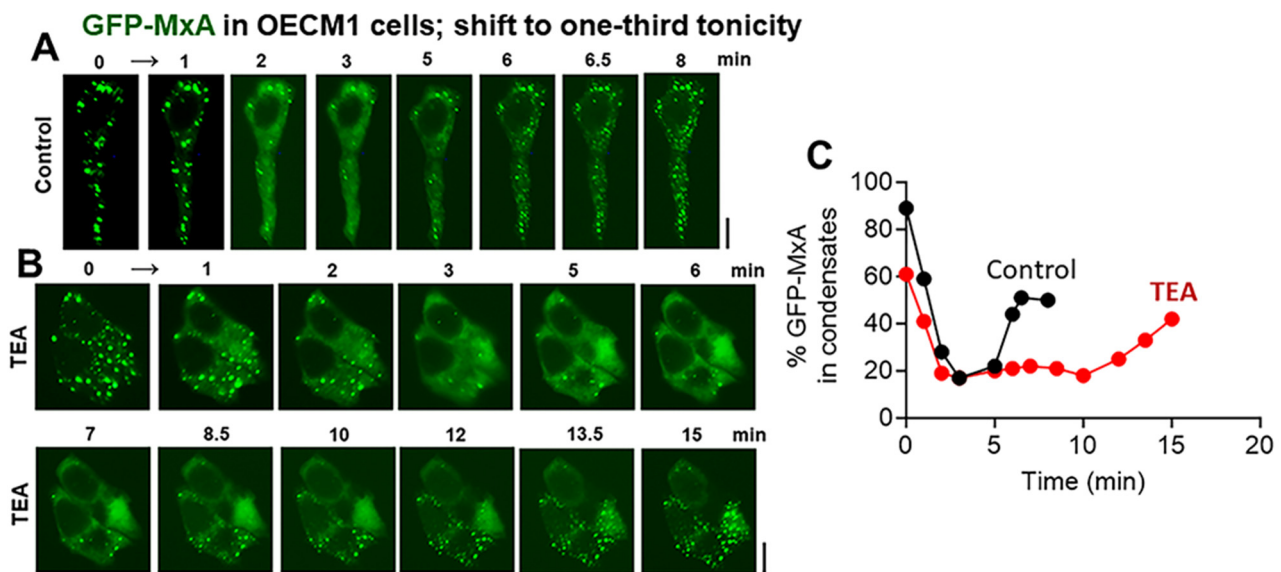 GFP-MxA in OECM1 cells; shift to one-third tonicity
A
0 → 1 2 3 5 6 6.5 8 min
Control
B
0 → 1 2 3 5 6 min
TEA
7 8.5 10 12 13.5 15 min
TEA
C
% GFP-MxA
in condensates
100
80
60
40
20
0
Control
TEA
0 5 10 15 20
Time (min)